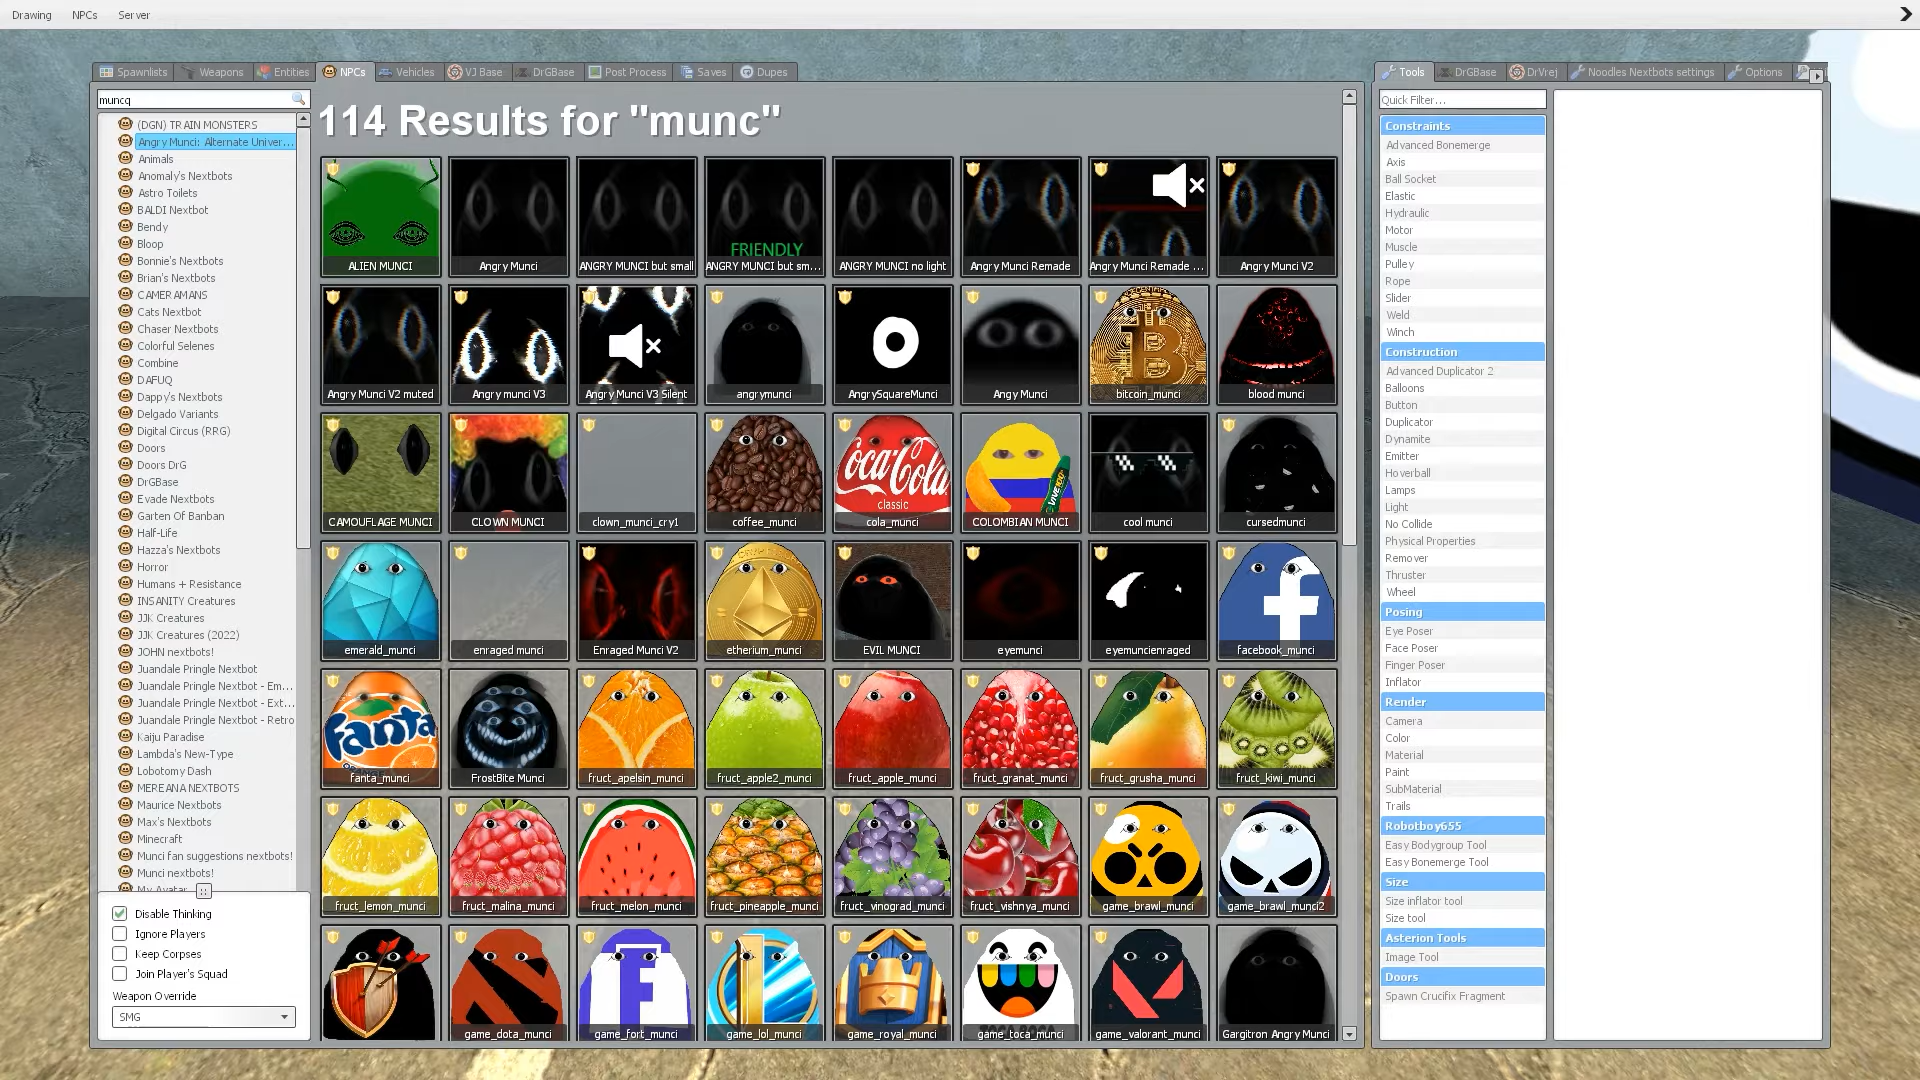 Drawing NPCs Server
Spawnlists Weapons Entities NPCs Vehicles VJ Base DrGBase Post Process Saves Dupes
Tools DrGBase DrVrej Noodles Nextbots settings Options
muncq
(DGN) TRAIN MONSTERS
Angry Munci: Alternate Univer...
Animals
Anomaly's Nextbots
Astro Toilets
BALDI Nextbot
Bendy
Bloop
Bonnie's Nextbots
Brian's Nextbots
CAMERAMANS
Cats Nextbot
Chaser Nextbots
Colorful Selenes
Combine
DAFUQ
Dappy's Nextbots
Delgado Variants
Digital Circus (RRG)
Doors
Doors DrG
DrGBase
Evade Nextbots
Garten Of Banban
Half-Life
Hazza's Nextbots
Horror
Humans + Resistance
INSANITY Creatures
JJK Creatures
JJK Creatures (2022)
JOHN nextbots!
Juandale Pringle Nextbot
Juandale Pringle Nextbot - Em...
Juandale Pringle Nextbot - Ext...
Juandale Pringle Nextbot - Retro
Kaiju Paradise
Lambda's New-Type
Lobotomy Dash
MEREANA NEXTBOTS
Maurice Nextbots
Max's Nextbots
Minecraft
Munci fan suggestions nextbots!
Munci nextbots!
My Avatar
Disable Thinking
Ignore Players
Keep Corpses
Join Player's Squad
Weapon Override
SMG
114 Results for "munc"
FRIENDLY
ALIEN MUNCI Angry Munci ANGRY MUNCI but small ANGRY MUNCI but sm... ANGRY MUNCI no light Angry Munci Remade Angry Munci Remade ... Angry Munci V2
Angry Munci V2 muted Angry munci V3 Angry Munci V3 Silent angrymunci AngrySquareMunci Angy Munci bitcoin_munci blood munci
Coca-Cola
classic
VIVE100
CAMOUFLAGE MUNCI CLOWN MUNCI clown_munci_cry1 coffee_munci cola_munci COLOMBIAN MUNCI cool munci cursedmunci
emerald_munci enraged munci Enraged Munci V2 etherium_munci EVIL MUNCI eyemunci eyemuncienraged facebook_munci
Fanta
fanta_munci FrostBite Munci fruct_apelsin_munci fruct_apple2_munci fruct_apple_munci fruct_granat_munci fruct_grusha_munci fruct_kiwi_munci
fruct_lemon_munci fruct_malina_munci fruct_melon_munci fruct_pineapple_munci fruct_vinograd_munci fruct_vishnya_munci game_brawl_munci game_brawl_munci2
game_dota_munci game_fort_munci game_lol_munci game_royal_munci game_toca_munci game_valorant_munci Gargitron Angry Munci
Quick Filter...
Constraints
Advanced Bonemerge
Axis
Ball Socket
Elastic
Hydraulic
Motor
Muscle
Pulley
Rope
Slider
Weld
Winch
Construction
Advanced Duplicator 2
Balloons
Button
Duplicator
Dynamite
Emitter
Hoverball
Lamps
Light
No Collide
Physical Properties
Remover
Thruster
Wheel
Posing
Eye Poser
Face Poser
Finger Poser
Inflator
Render
Camera
Color
Material
Paint
SubMaterial
Trails
Robotboy655
Easy Bodygroup Tool
Easy Bonemerge Tool
Size
Size inflator tool
Size tool
Asterion Tools
Image Tool
Doors
Spawn Crucifix Fragment